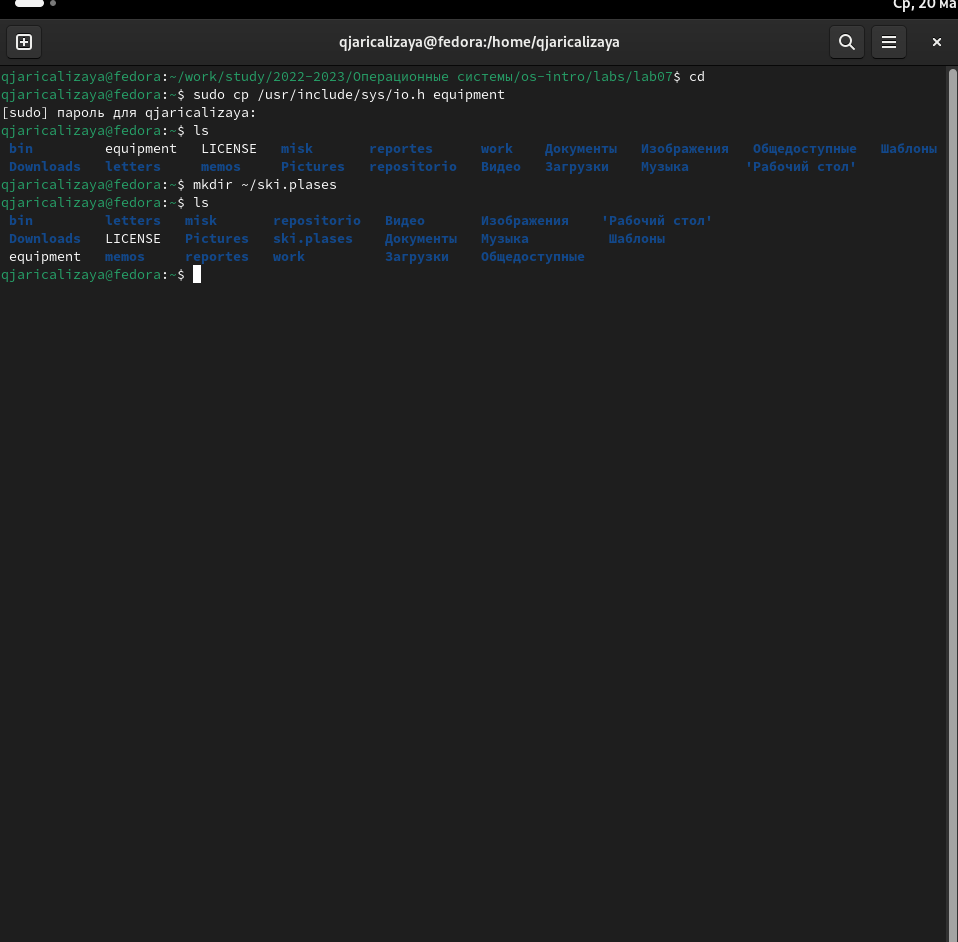 Ср, 20 ма
qjaricalizaya@fedora:/home/qjaricalizaya
qjaricalizaya@fedora:~/work/study/2022-2023/Операционные системы/os-intro/labs/lab07$ cd
qjaricalizaya@fedora:~$ sudo cp /usr/include/sys/io.h equipment
[sudo] пароль для qjaricalizaya:
qjaricalizaya@fedora:~$ ls
bin equipment LICENSE misk reportes work Документы Изображения Общедоступные Шаблоны
Downloads letters memos Pictures repositorio Видео Загрузки Музыка 'Рабочий стол'
qjaricalizaya@fedora:~$ mkdir ~/ski.plases
qjaricalizaya@fedora:~$ ls
bin letters misk repositorio Видео Изображения 'Рабочий стол'
Downloads LICENSE Pictures ski.plases Документы Музыка Шаблоны
equipment memos reportes work Загрузки Общедоступные
qjaricalizaya@fedora:~$